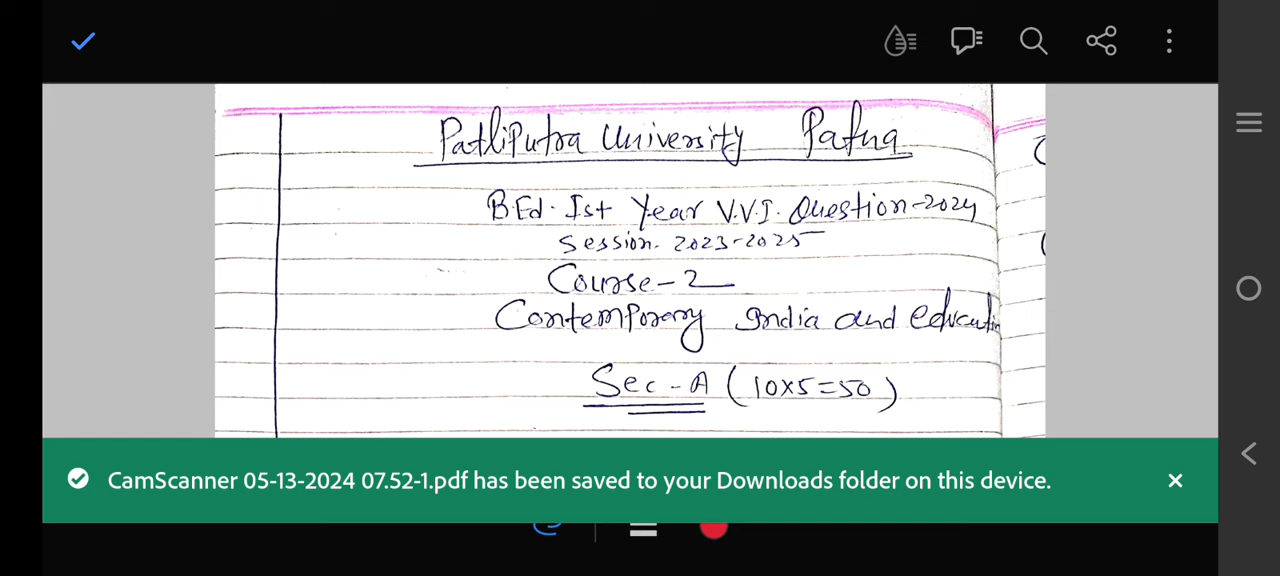 Patliputra University Patna
B.Ed. Ist Year V.V.I. Question-2024
Session-2023-2025
Course-2
Contemporary India and education
Sec-A (10x5=50)
CamScanner 05-13-2024 07.52-1.pdf has been saved to your Downloads folder on this device.